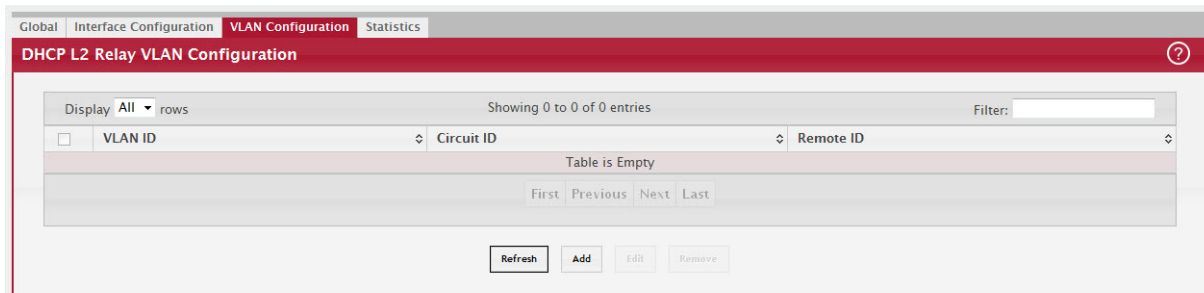 Global Interface Configuration VLAN Configuration Statistics
DHCP L2 Relay VLAN Configuration ?
Display All rows Showing 0 to 0 of 0 entries Filter:
VLAN ID Circuit ID Remote ID
Table is Empty
First Previous Next Last
Refresh Add Edit Remove